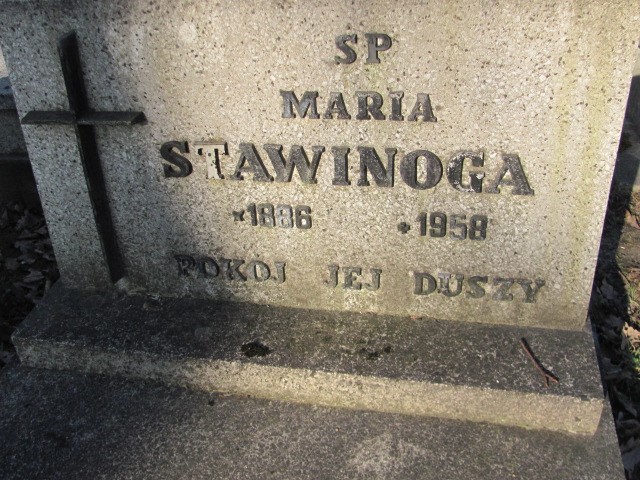 SP
MARIA
STAWINOGA
*1886 +1958
POKOJ JEJ DUSZY